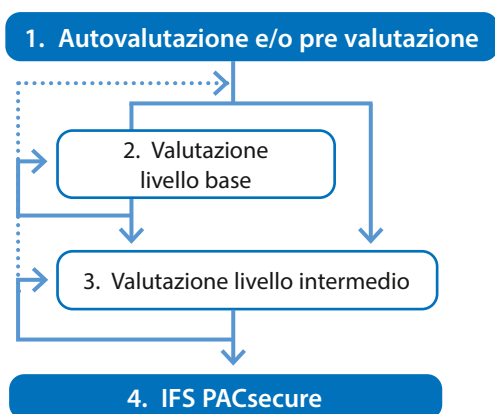 1. Autovalutazione e/o pre valutazione
2. Valutazione
livello base
3. Valutazione livello intermedio
4. IFS PACsecure